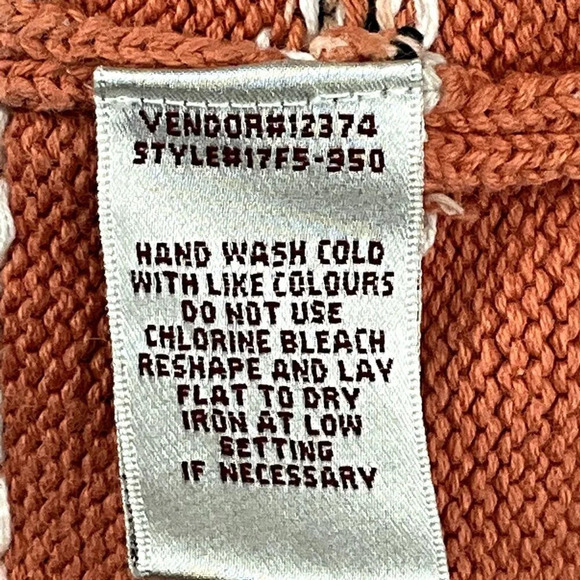 VENDOR#12374
STYLE#17F5-950
HAND WASH COLD
WITH LIKE COLOURS
DO NOT USE
CHLORINE BLEACH
RESHAPE AND LAY
FLAT TO DRY
IRON AT LOW
SETTING
IF NECESSARY